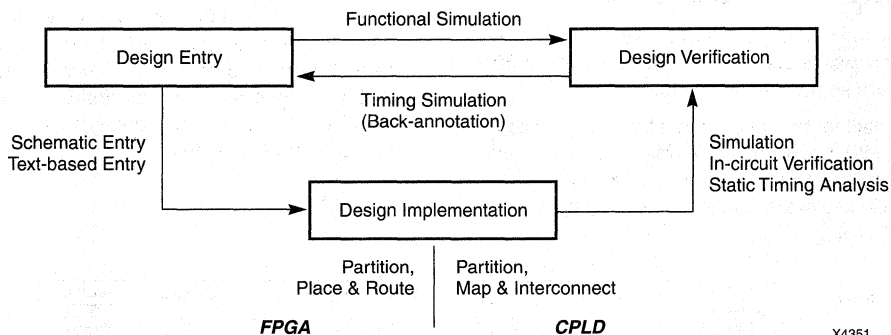 Functional Simulation
Design Entry
Design Verification
Timing Simulation
(Back-annotation)
Schematic Entry
Text-based Entry
Simulation
In-circuit Verification
Static Timing Analysis
Design Implementation
Partition,
Place & Route
Partition,
Map & Interconnect
FPGA
CPLD
X4351